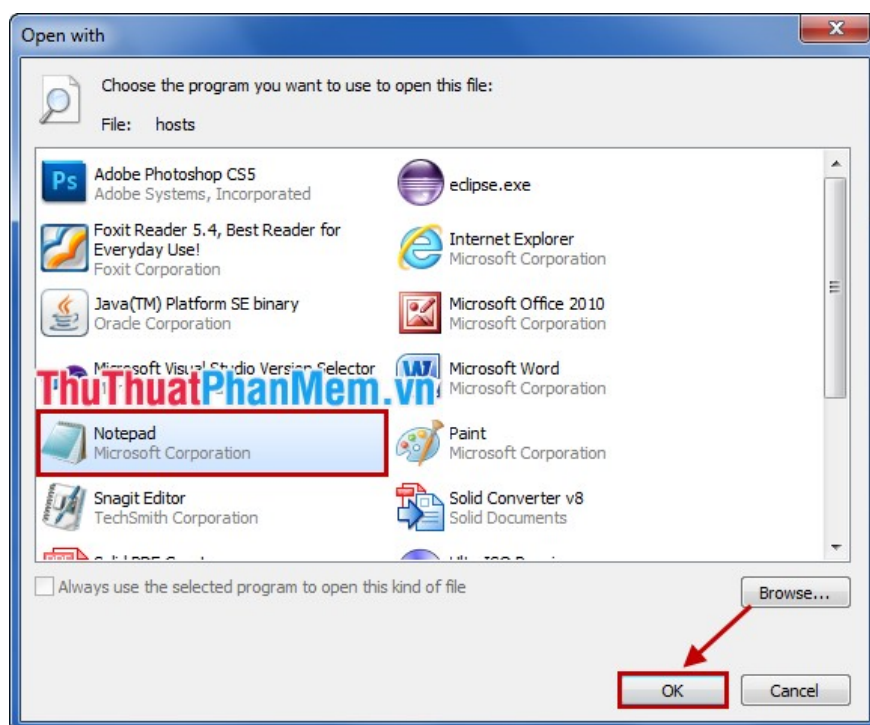 Open with
Choose the program you want to use to open this file:
File: hosts
Ps
Adobe Photoshop CS5
Adobe Systems, Incorporated
eclipse.exe
Foxit Reader 5.4, Best Reader for
Everyday Use!
Foxit Corporation
Internet Explorer
Microsoft Corporation
Java(TM) Platform SE binary
Oracle Corporation
Microsoft Office 2010
Microsoft Corporation
Microsoft Visual Studio Version Selector
Microsoft Word
Microsoft Corporation
ThuThuatPhanMem.vn
Notepad
Microsoft Corporation
Paint
Microsoft Corporation
Snagit Editor
TechSmith Corporation
Solid Converter v8
Solid Documents
Always use the selected program to open this kind of file
Browse...
OK
Cancel